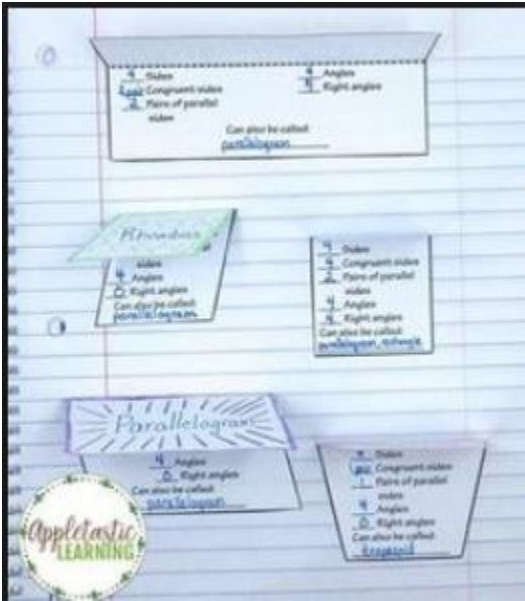 4 Sides
Congruent sides
2 Pairs of parallel
sides
4 Angles
4 Right angles
Can also be called:
parallelogram
Rhombus
sides
4 Angles
0 Right angles
Can also be called:
parallelogram
4 Sides
4 Congruent sides
2 Pairs of parallel
sides
4 Angles
4 Right angles
Can also be called:
parallelogram, rectangle
Parallelogram
4 Angles
0 Right angles
Can also be called:
parallelogram
4 Sides
Congruent sides
1 Pairs of parallel
sides
4 Angles
0 Right angles
Can also be called:
trapezoid
Appletastic
LEARNING